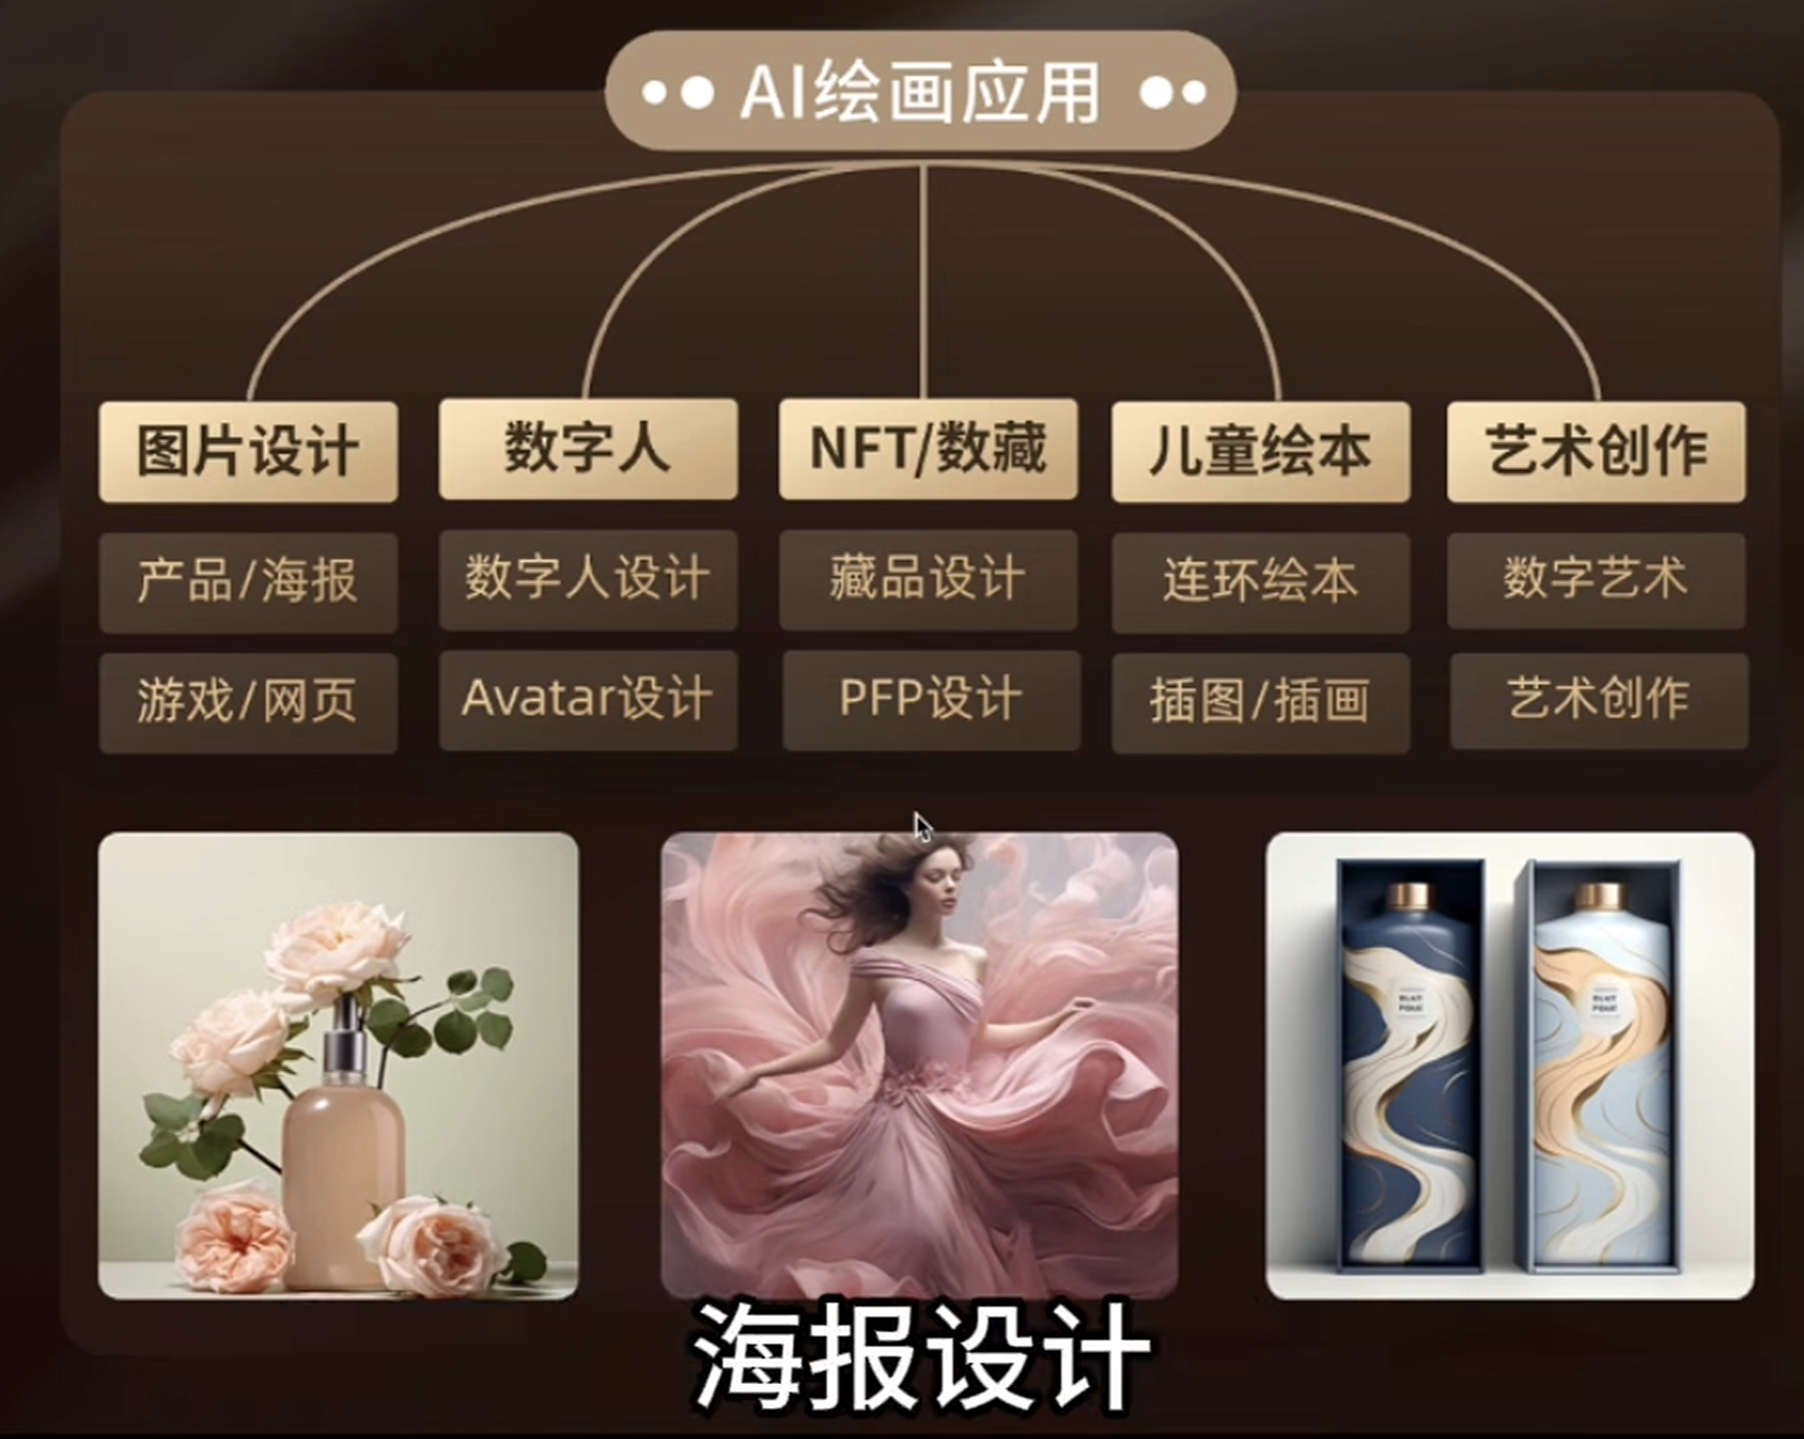 AI绘画应用
图片设计 数字人 NFT/数藏 儿童绘本 艺术创作
产品/海报 数字人设计 藏品设计 连环绘本 数字艺术
游戏/网页 Avatar设计 PFP设计 插图/插画 艺术创作
海报设计